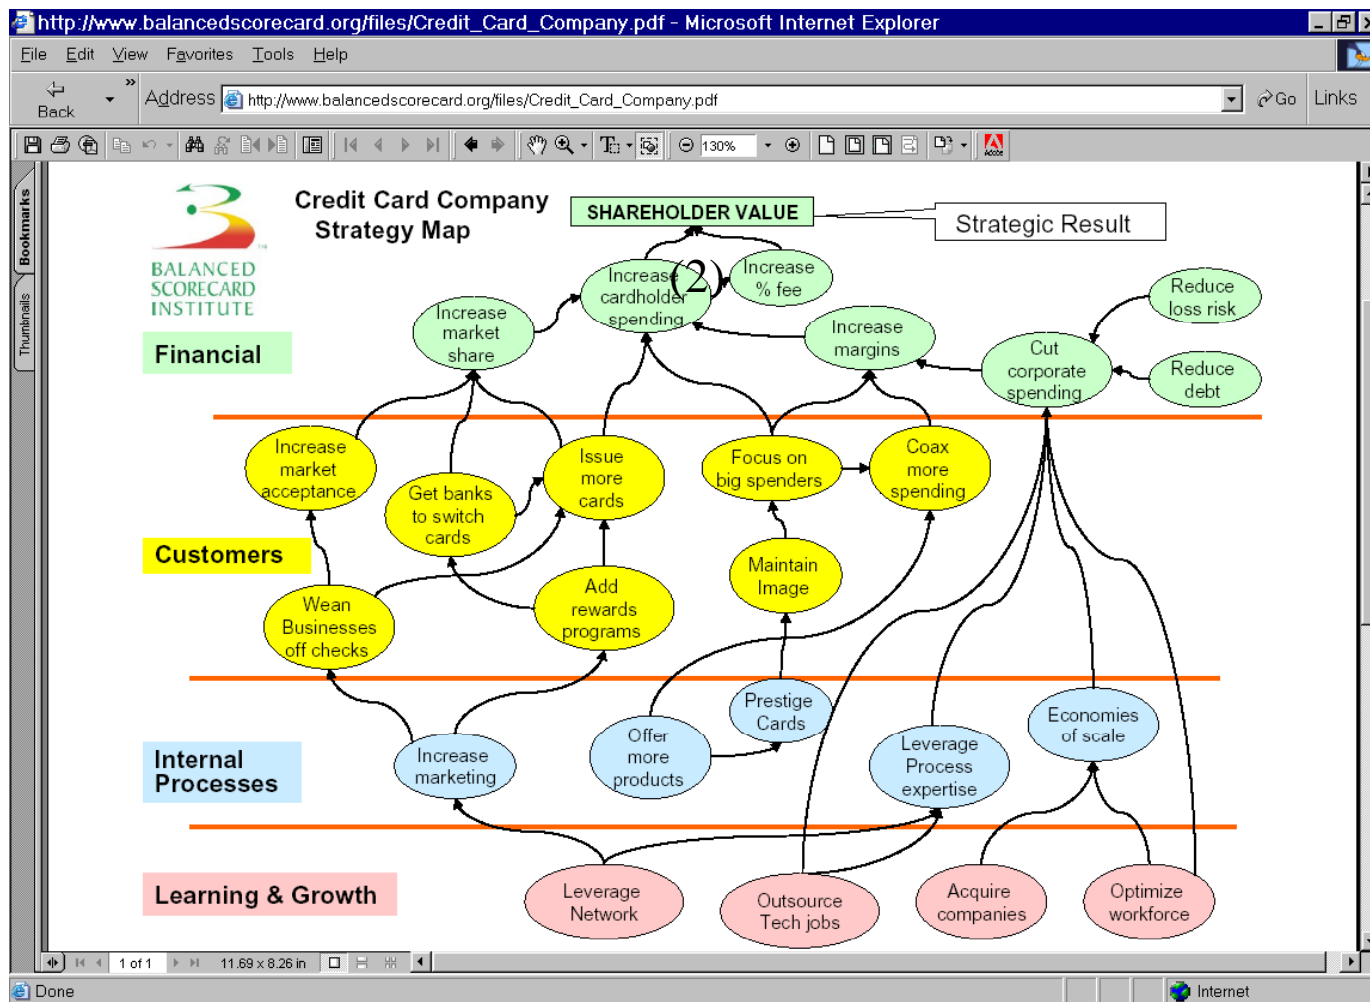 http://www.balancedscorecard.org/files/Credit_Card_Company.pdf - Microsoft Internet Explorer
File Edit View Favorites Tools Help
Back
»
Address
http://www.balancedscorecard.org/files/Credit_Card_Company.pdf
Go
Links
130%
Adobe
Bookmarks
Thumbnails
BALANCED
SCORECARD
INSTITUTE
Credit Card Company
Strategy Map
SHAREHOLDER VALUE
Strategic Result
Increase
cardholder
spending
(2)
Increase
% fee
Reduce
loss risk
Increase
market
share
Increase
margins
Cut
corporate
spending
Reduce
debt
Financial
Increase
market
acceptance
Get banks
to switch
cards
Issue
more
cards
Focus on
big spenders
Coax
more
spending
Customers
Wean
Businesses
off checks
Add
rewards
programs
Maintain
Image
Prestige
Cards
Economies
of scale
Internal
Processes
Increase
marketing
Offer
more
products
Leverage
Process
expertise
Learning & Growth
Leverage
Network
Outsource
Tech jobs
Acquire
companies
Optimize
workforce
1 of 1
11.69 x 8.26 in
Done
Internet